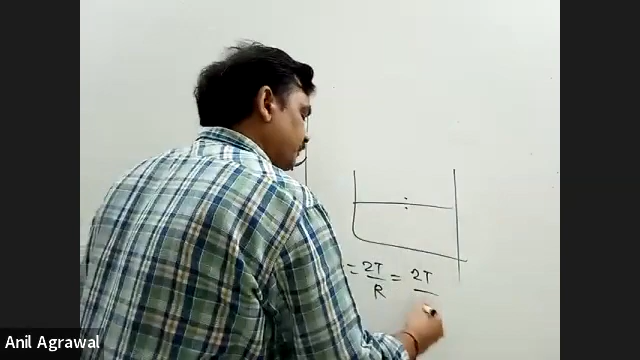 = 2T/R = 2T
Anil Agrawal